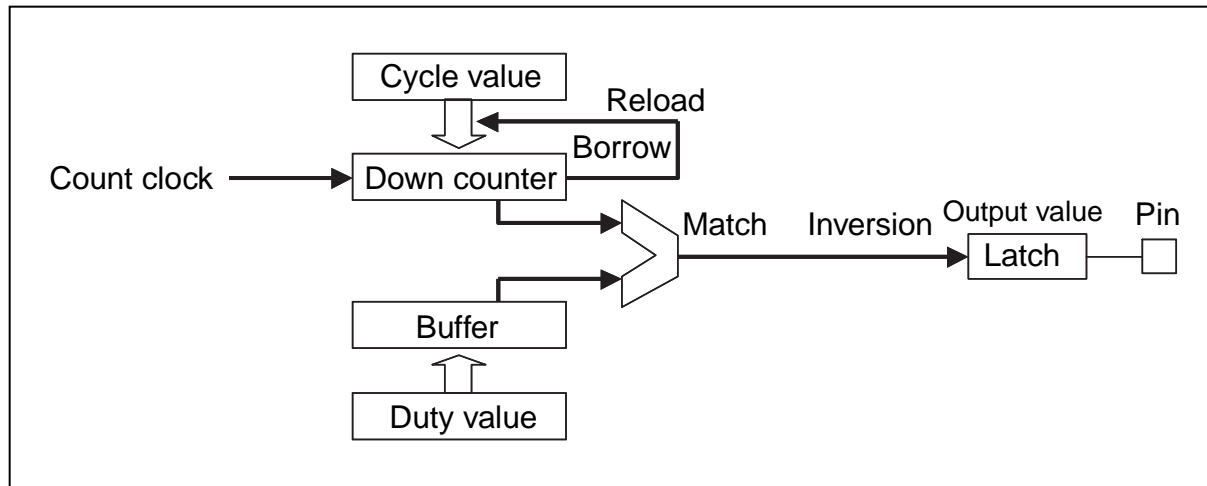 Cycle value
Reload
Borrow
Count clock
Down counter
Match
Inversion
Output value
Pin
Latch
Buffer
Duty value